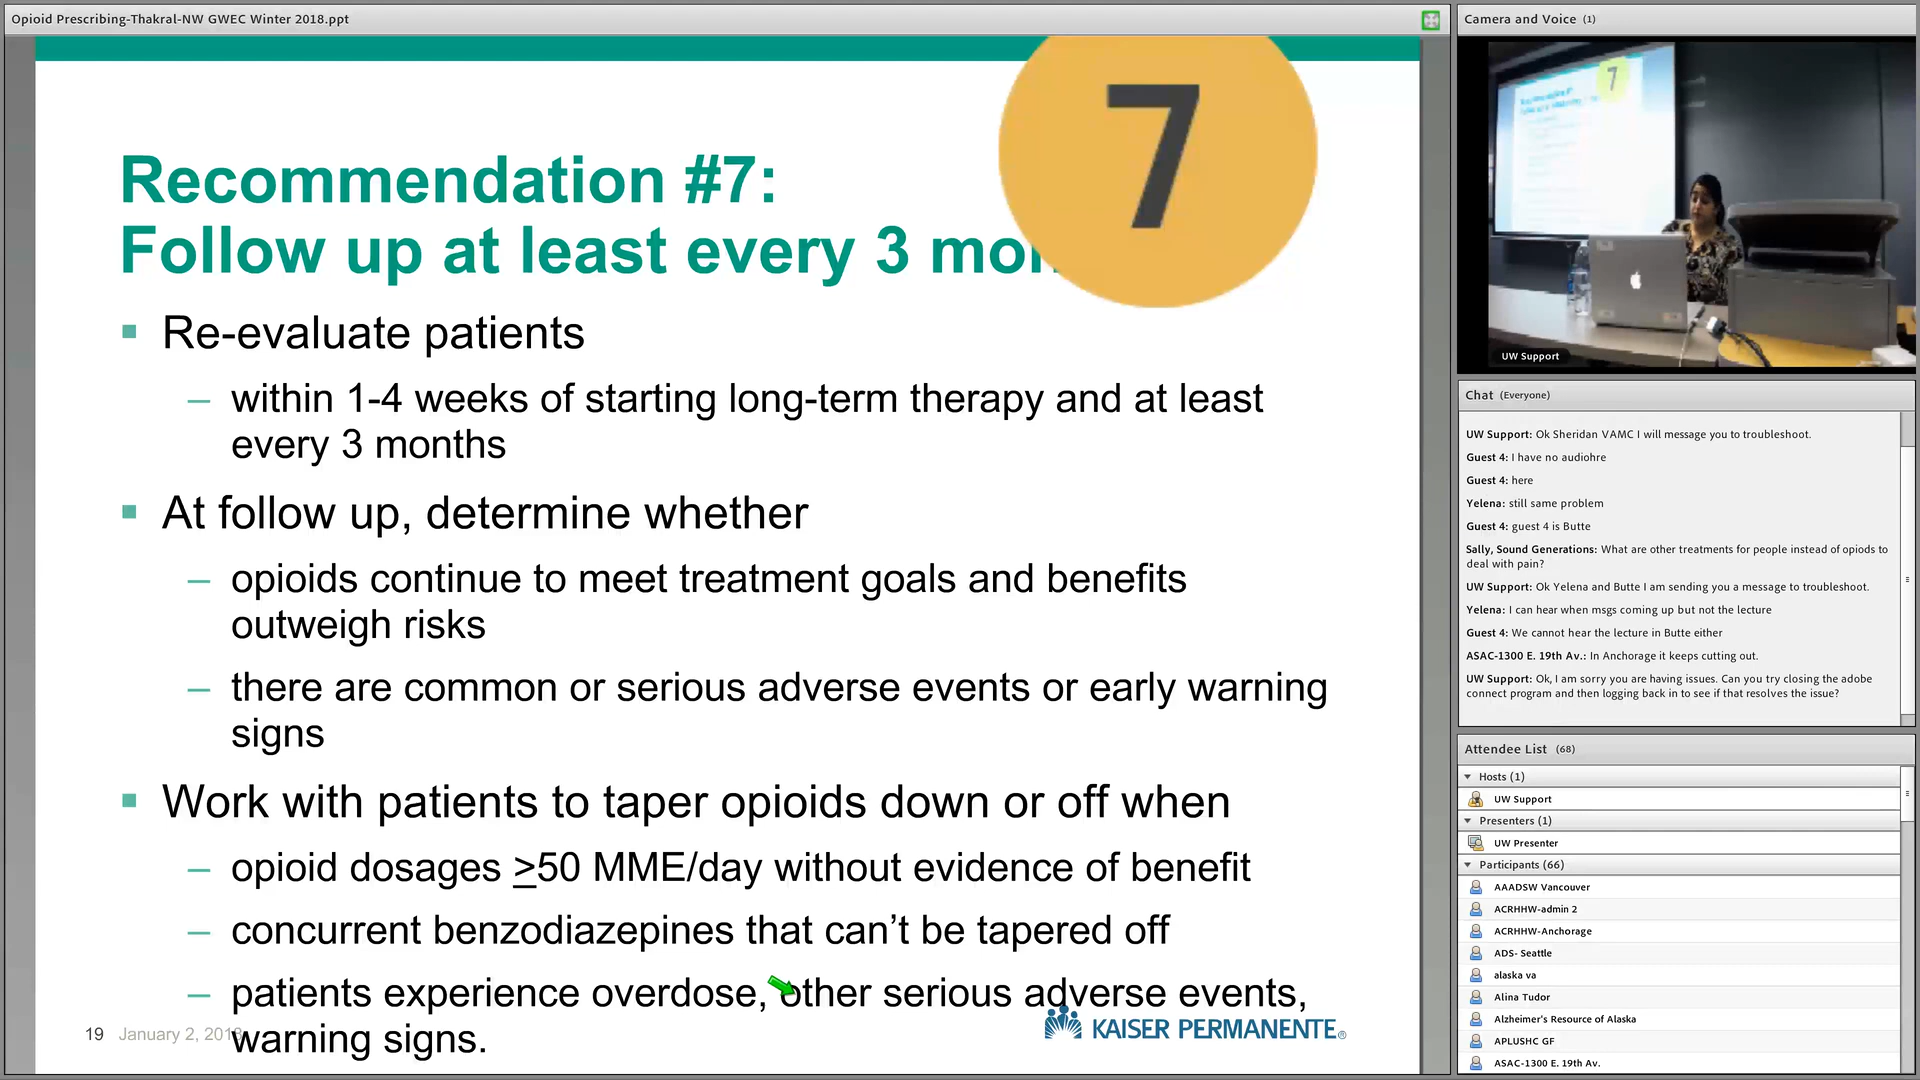 Opioid Prescribing-Thakral-NW GWEC Winter 2018.ppt
7
Recommendation #7:
Follow up at least every 3 mon
Re-evaluate patients
– within 1-4 weeks of starting long-term therapy and at least
every 3 months
At follow up, determine whether
– opioids continue to meet treatment goals and benefits
outweigh risks
– there are common or serious adverse events or early warning
signs
Work with patients to taper opioids down or off when
– opioid dosages >50 MME/day without evidence of benefit
– concurrent benzodiazepines that can’t be tapered off
– patients experience overdose, other serious adverse events,
warning signs.
19 January 2, 2018
KAISER PERMANENTE®
Camera and Voice (1)
7
UW Support
Chat (Everyone)
UW Support: Ok Sheridan VAMC I will message you to troubleshoot.
Guest 4: I have no audiohre
Guest 4: here
Yelena: still same problem
Guest 4: guest 4 is Butte
Sally, Sound Generations: What are other treatments for people instead of opiods to
deal with pain?
UW Support: Ok Yelena and Butte I am sending you a message to troubleshoot.
Yelena: I can hear when msgs coming up but not the lecture
Guest 4: We cannot hear the lecture in Butte either
ASAC-1300 E. 19th Av.: In Anchorage it keeps cutting out.
UW Support: Ok, I am sorry you are having issues. Can you try closing the adobe
connect program and then logging back in to see if that resolves the issue?
Attendee List (68)
Hosts (1)
UW Support
Presenters (1)
UW Presenter
Participants (66)
AAADSW Vancouver
ACRHHW-admin 2
ACRHHW-Anchorage
ADS- Seattle
alaska va
Alina Tudor
Alzheimer's Resource of Alaska
APLUSHC GF
ASAC-1300 E. 19th Av.